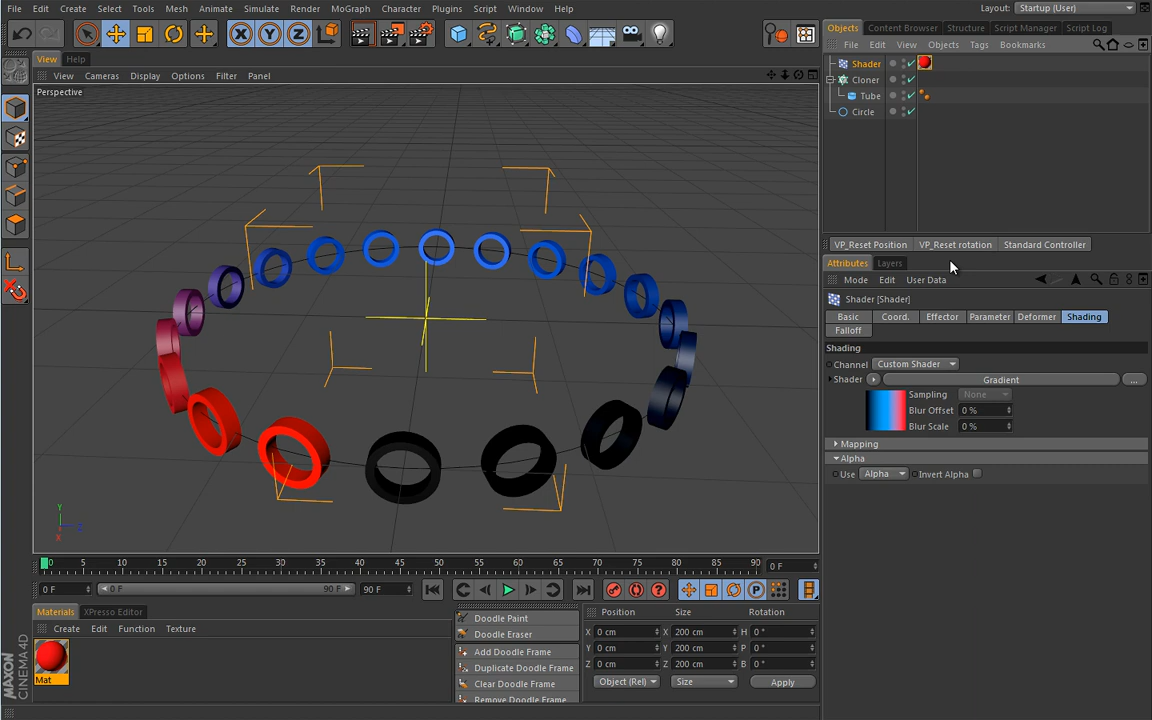 File Edit Create Select Tools Mesh Animate Simulate Render MoGraph Character Plugins Script Window Help
Layout: Startup (User)
X Y Z
Objects Content Browser Structure Script Manager Script Log
File Edit View Objects Tags Bookmarks
Shader
Cloner
Tube
Circle
View Help
View Cameras Display Options Filter Panel
Perspective
Y
Z
X
VP_Reset Position VP_Reset rotation Standard Controller
Attributes Layers
Mode Edit User Data
Shader [Shader]
Basic Coord. Effector Parameter Deformer Shading
Falloff
Shading
Channel Custom Shader
Shader Gradient ...
Sampling None
Blur Offset 0 %
Blur Scale 0 %
Mapping
Alpha
Use Alpha Invert Alpha
0 5 10 15 20 25 30 35 40 45 50 55 60 65 70 75 80 85 90 0 F
0 F 0 F 90 F 90 F
P
Materials XPresso Editor
Create Edit Function Texture
Mat
MAXON
CINEMA 4D
Doodle Paint
Doodle Eraser
Add Doodle Frame
Duplicate Doodle Frame
Clear Doodle Frame
Remove Doodle Frame
Position Size Rotation
X 0 cm X 200 cm H 0 °
Y 0 cm Y 200 cm P 0 °
Z 0 cm Z 200 cm B 0 °
Object (Rel) Size Apply